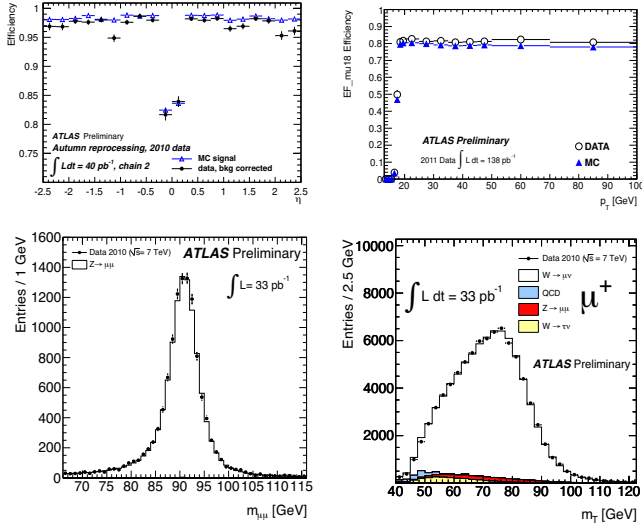 Efficiency
1
0.95
0.9
0.85
0.8
0.75
0.7
ATLAS Preliminary
Autumn reprocessing, 2010 data
∫ Ldt = 40 pb⁻¹, chain 2
MC signal
data, bkg corrected
-2.5 -2 -1.5 -1 -0.5 0 0.5 1 1.5 2 2.5
η
EF_mu18 Efficiency
1
0.9
0.8
0.7
0.6
0.5
0.4
0.3
0.2
0.1
0
ATLAS Preliminary
2011 Data ∫ L dt = 138 pb⁻¹
DATA
MC
20 30 40 50 60 70 80 90 100
p_T [GeV]
Entries / 1 GeV
1600
1400
1200
1000
800
600
400
200
0
Data 2010 (√s= 7 TeV)
Z→μμ
ATLAS Preliminary
∫ L= 33 pb⁻¹
70 75 80 85 90 95 100 105 110 115
m_μμ [GeV]
Entries / 2.5 GeV
10000
8000
6000
4000
2000
∫ L dt = 33 pb⁻¹
Data 2010 (√s = 7 TeV)
W→μν
QCD
Z→μμ
W→τν
μ⁺
ATLAS Preliminary
40 50 60 70 80 90 100 110 120
m_T [GeV]